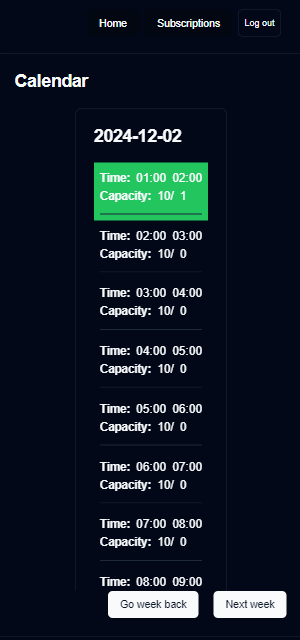 Home Subscriptions Log out
Calendar
2024-12-02
Time: 01:00 02:00
Capacity: 10/ 1
Time: 02:00 03:00
Capacity: 10/ 0
Time: 03:00 04:00
Capacity: 10/ 0
Time: 04:00 05:00
Capacity: 10/ 0
Time: 05:00 06:00
Capacity: 10/ 0
Time: 06:00 07:00
Capacity: 10/ 0
Time: 07:00 08:00
Capacity: 10/ 0
Time: 08:00 09:00
Go week back Next week